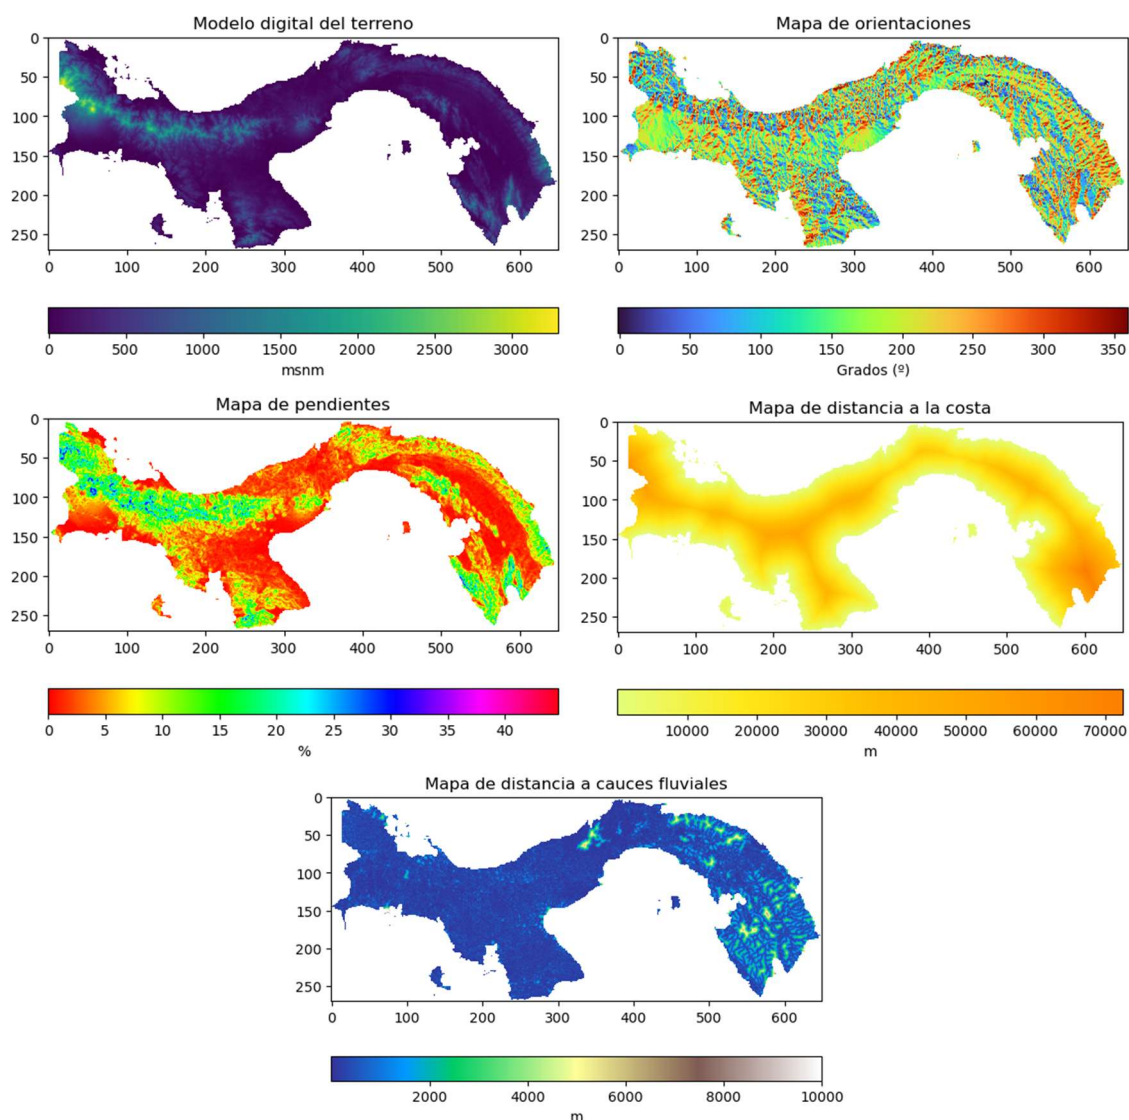 Modelo digital del terreno
Mapa de orientaciones
0
50
100
150
200
250
0 100 200 300 400 500 600
0
50
100
150
200
250
0 100 200 300 400 500 600
0 500 1000 1500 2000 2500 3000
msnm
0 50 100 150 200 250 300 350
Grados (º)
Mapa de pendientes
Mapa de distancia a la costa
0
50
100
150
200
250
0 100 200 300 400 500 600
0
50
100
150
200
250
0 100 200 300 400 500 600
0 5 10 15 20 25 30 35 40
%
10000 20000 30000 40000 50000 60000 70000
m
Mapa de distancia a cauces fluviales
0
50
100
150
200
250
0 100 200 300 400 500 600
2000 4000 6000 8000 10000
m